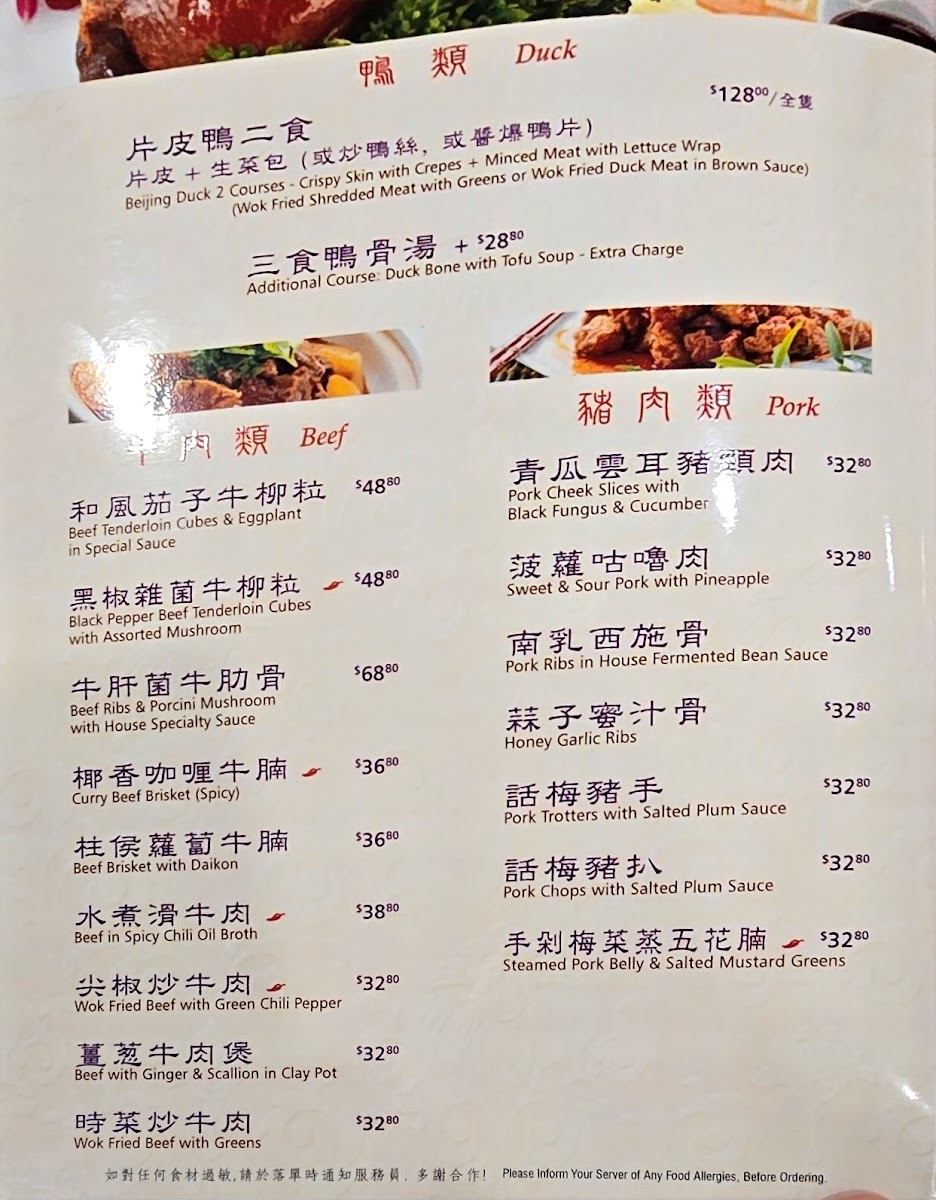 鴨類 Duck
$128.00/全隻
片皮鴨二食
片皮 + 生菜包 (或炒鴨絲, 或醬爆鴨片)
Beijing Duck 2 Courses - Crispy Skin with Crepes + Minced Meat with Lettuce Wrap
(Wok Fried Shredded Meat with Greens or Wok Fried Duck Meat in Brown Sauce)
三食鴨骨湯 + $28.80
Additional Course: Duck Bone with Tofu Soup - Extra Charge
牛肉類 Beef
和風茄子牛柳粒 $48.80
Beef Tenderloin Cubes & Eggplant
in Special Sauce
黑椒雜菌牛柳粒 $48.80
Black Pepper Beef Tenderloin Cubes
with Assorted Mushroom
牛肝菌牛肋骨 $68.80
Beef Ribs & Porcini Mushroom
with House Specialty Sauce
椰香咖喱牛腩 $36.80
Curry Beef Brisket (Spicy)
柱侯蘿蔔牛腩 $36.80
Beef Brisket with Daikon
水煮滑牛肉 $38.80
Beef in Spicy Chili Oil Broth
尖椒炒牛肉 $32.80
Wok Fried Beef with Green Chili Pepper
薑葱牛肉煲 $32.80
Beef with Ginger & Scallion in Clay Pot
時菜炒牛肉 $32.80
Wok Fried Beef with Greens
豬肉類 Pork
青瓜雲耳豬頸肉 $32.80
Pork Cheek Slices with
Black Fungus & Cucumber
菠蘿咕嚕肉 $32.80
Sweet & Sour Pork with Pineapple
南乳西施骨 $32.80
Pork Ribs in House Fermented Bean Sauce
蒜子蜜汁骨 $32.80
Honey Garlic Ribs
話梅豬手 $32.80
Pork Trotters with Salted Plum Sauce
話梅豬扒 $32.80
Pork Chops with Salted Plum Sauce
手剁梅菜蒸五花腩 $32.80
Steamed Pork Belly & Salted Mustard Greens
如對任何食材過敏,請於落單時通知服務員. 多謝合作! Please Inform Your Server of Any Food Allergies, Before Ordering.